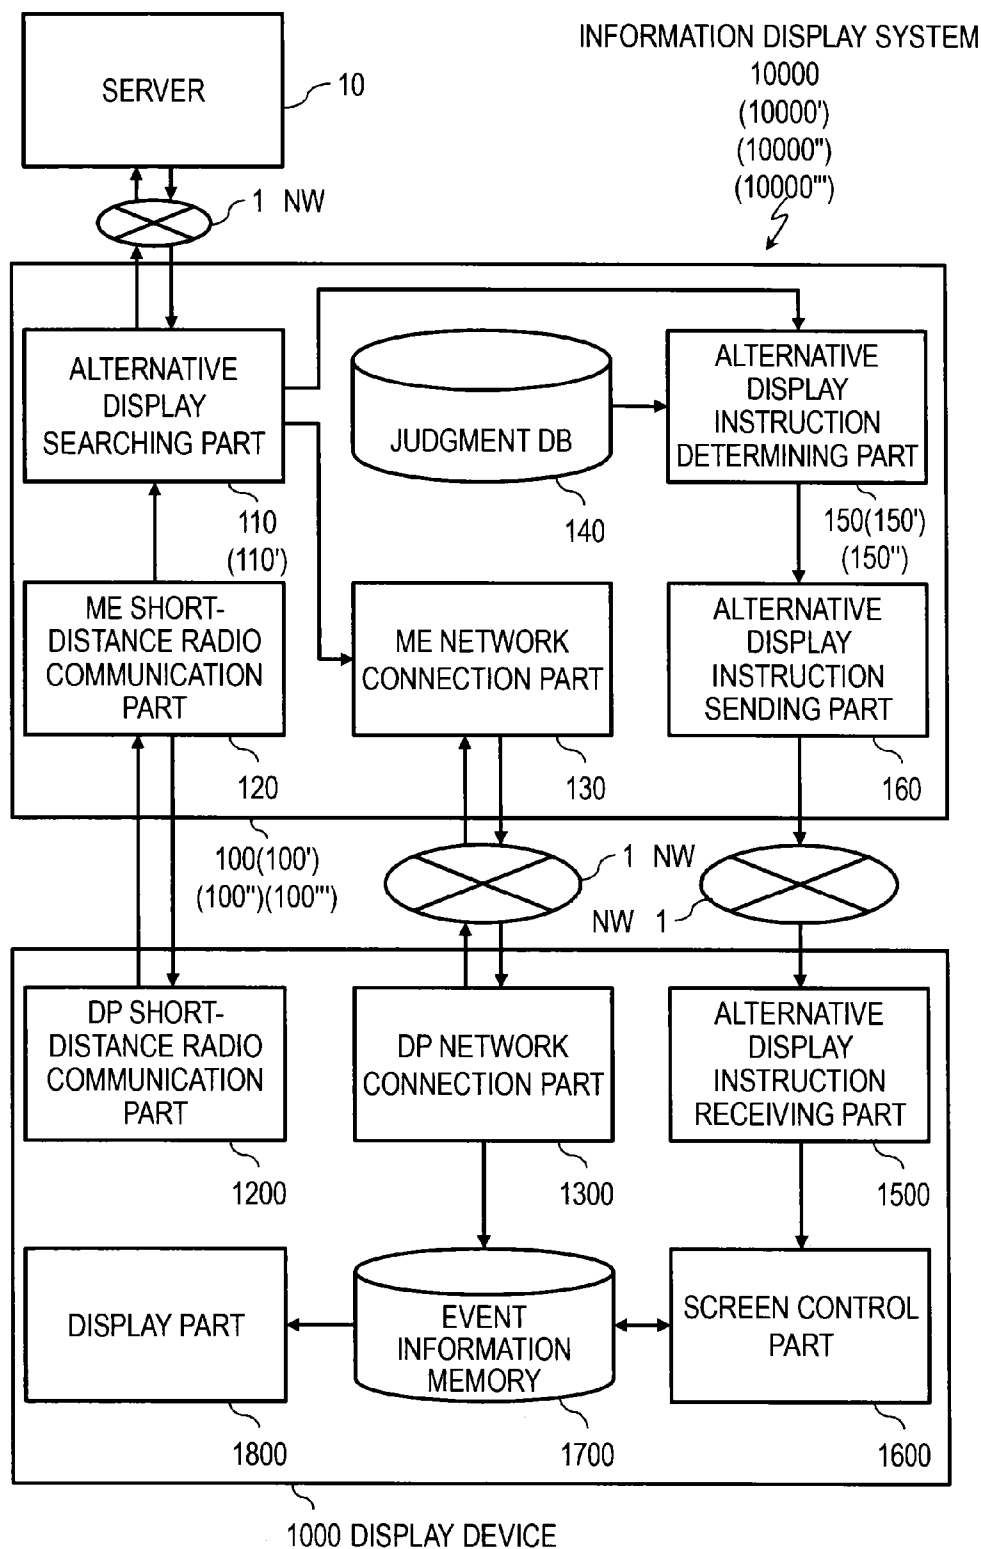 INFORMATION DISPLAY SYSTEM
10000
(10000')
(10000'')
(10000''')
SERVER
10
1 NW
ALTERNATIVE
DISPLAY
SEARCHING PART
110
(110')
JUDGMENT DB
140
ALTERNATIVE
DISPLAY
INSTRUCTION
DETERMINING PART
150(150')
(150'')
ME SHORT-
DISTANCE RADIO
COMMUNICATION
PART
120
ME NETWORK
CONNECTION PART
130
ALTERNATIVE
DISPLAY
INSTRUCTION
SENDING PART
160
100(100')
(100'')(100''')
1 NW
NW 1
DP SHORT-
DISTANCE RADIO
COMMUNICATION
PART
1200
DP NETWORK
CONNECTION PART
1300
ALTERNATIVE
DISPLAY
INSTRUCTION
RECEIVING PART
1500
DISPLAY PART
1800
EVENT
INFORMATION
MEMORY
1700
SCREEN CONTROL
PART
1600
1000 DISPLAY DEVICE